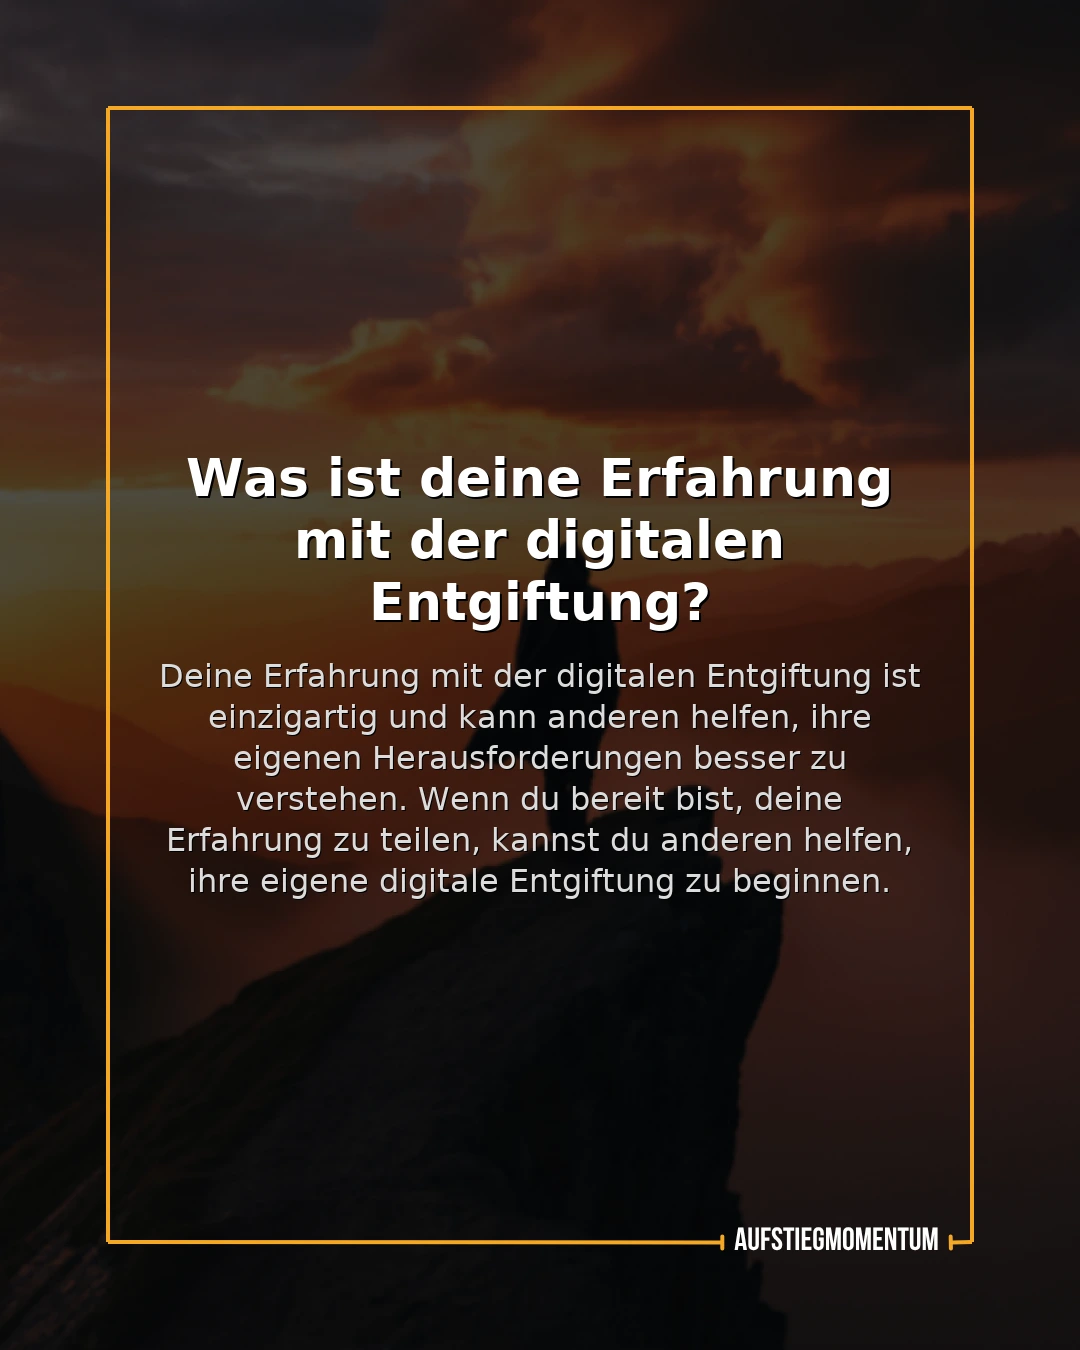 Was ist deine Erfahrung
mit der digitalen
Entgiftung?
Deine Erfahrung mit der digitalen Entgiftung ist
einzigartig und kann anderen helfen, ihre
eigenen Herausforderungen besser zu
verstehen. Wenn du bereit bist, deine
Erfahrung zu teilen, kannst du anderen helfen,
ihre eigene digitale Entgiftung zu beginnen.
AUFSTIEGMOMENTUM